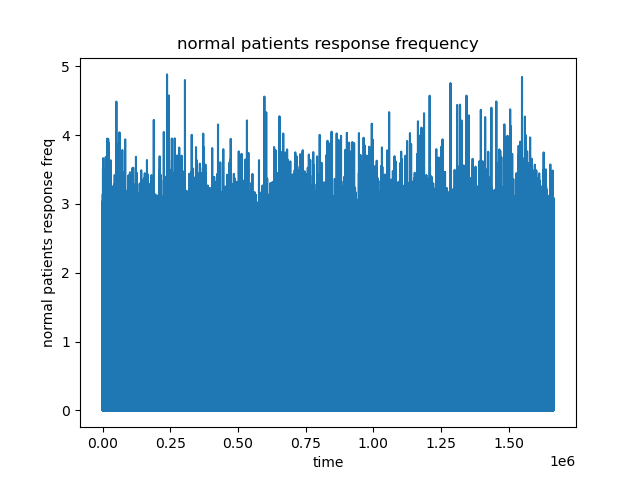 normal patients response frequency
5
4
3
2
1
0
normal patients response freq
0.00 0.25 0.50 0.75 1.00 1.25 1.50
1e6
time